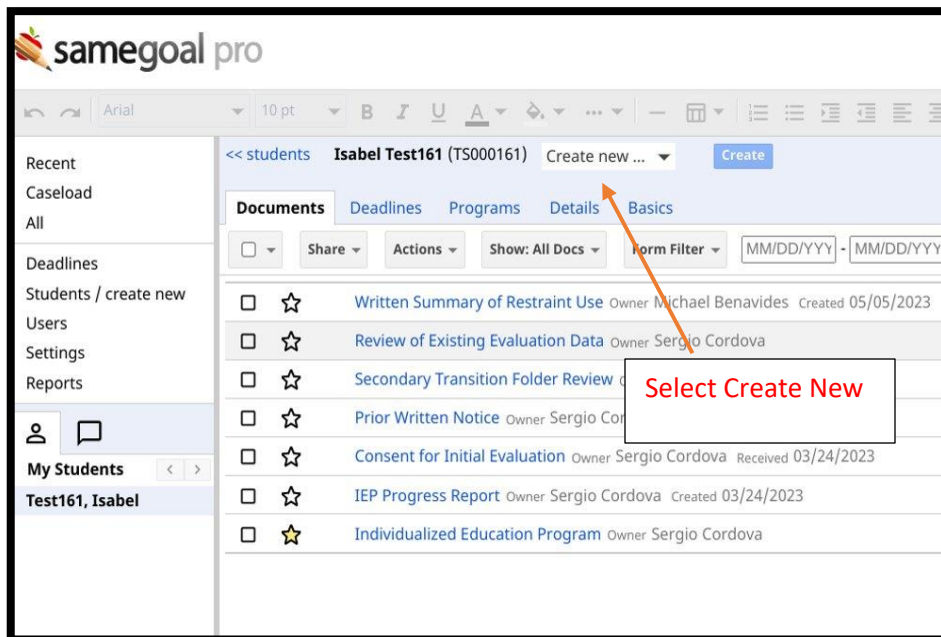 samegoal pro
Arial 10 pt B I U A
Recent
Caseload
All
Deadlines
Students / create new
Users
Settings
Reports
My Students < >
Test161, Isabel
<< students Isabel Test161 (TS000161) Create new ... Create
Documents Deadlines Programs Details Basics
Share Actions Show: All Docs Form Filter MM/DD/YYY - MM/DD/YYY
Written Summary of Restraint Use Owner Michael Benavides Created 05/05/2023
Review of Existing Evaluation Data Owner Sergio Cordova
Secondary Transition Folder Review
Prior Written Notice Owner Sergio Cor
Consent for Initial Evaluation Owner Sergio Cordova Received 03/24/2023
IEP Progress Report Owner Sergio Cordova Created 03/24/2023
Individualized Education Program Owner Sergio Cordova
Select Create New